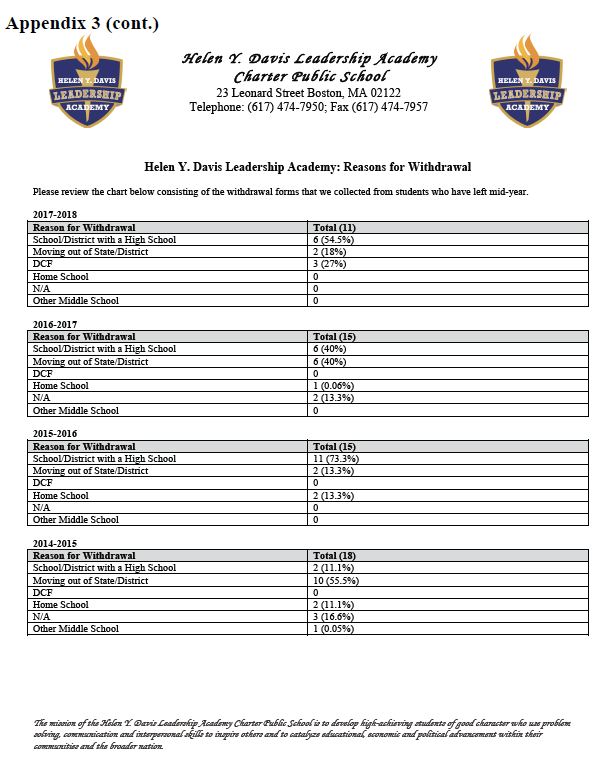 Appendix 3 (cont.)
HELEN Y. DAVIS
LEADERSHIP
ACADEMY
Helen Y. Davis Leadership Academy
Charter Public School
23 Leonard Street Boston, MA 02122
Telephone: (617) 474-7950; Fax (617) 474-7957
HELEN Y. DAVIS
LEADERSHIP
ACADEMY
Helen Y. Davis Leadership Academy: Reasons for Withdrawal
Please review the chart below consisting of the withdrawal forms that we collected from students who have left mid-year.
2017-2018
Reason for Withdrawal Total (11)
School/District with a High School 6 (54.5%)
Moving out of State/District 2 (18%)
DCF 3 (27%)
Home School 0
N/A 0
Other Middle School 0
2016-2017
Reason for Withdrawal Total (15)
School/District with a High School 6 (40%)
Moving out of State/District 6 (40%)
DCF 0
Home School 1 (0.06%)
N/A 2 (13.3%)
Other Middle School 0
2015-2016
Reason for Withdrawal Total (15)
School/District with a High School 11 (73.3%)
Moving out of State/District 2 (13.3%)
DCF 0
Home School 2 (13.3%)
N/A 0
Other Middle School 0
2014-2015
Reason for Withdrawal Total (18)
School/District with a High School 2 (11.1%)
Moving out of State/District 10 (55.5%)
DCF 0
Home School 2 (11.1%)
N/A 3 (16.6%)
Other Middle School 1 (0.05%)
The mission of the Helen Y. Davis Leadership Academy Charter Public School is to develop high-achieving students of good character who use problem
solving, communication and interpersonal skills to inspire others and to catalyze educational, economic and political advancement within their
communities and the broader nation.